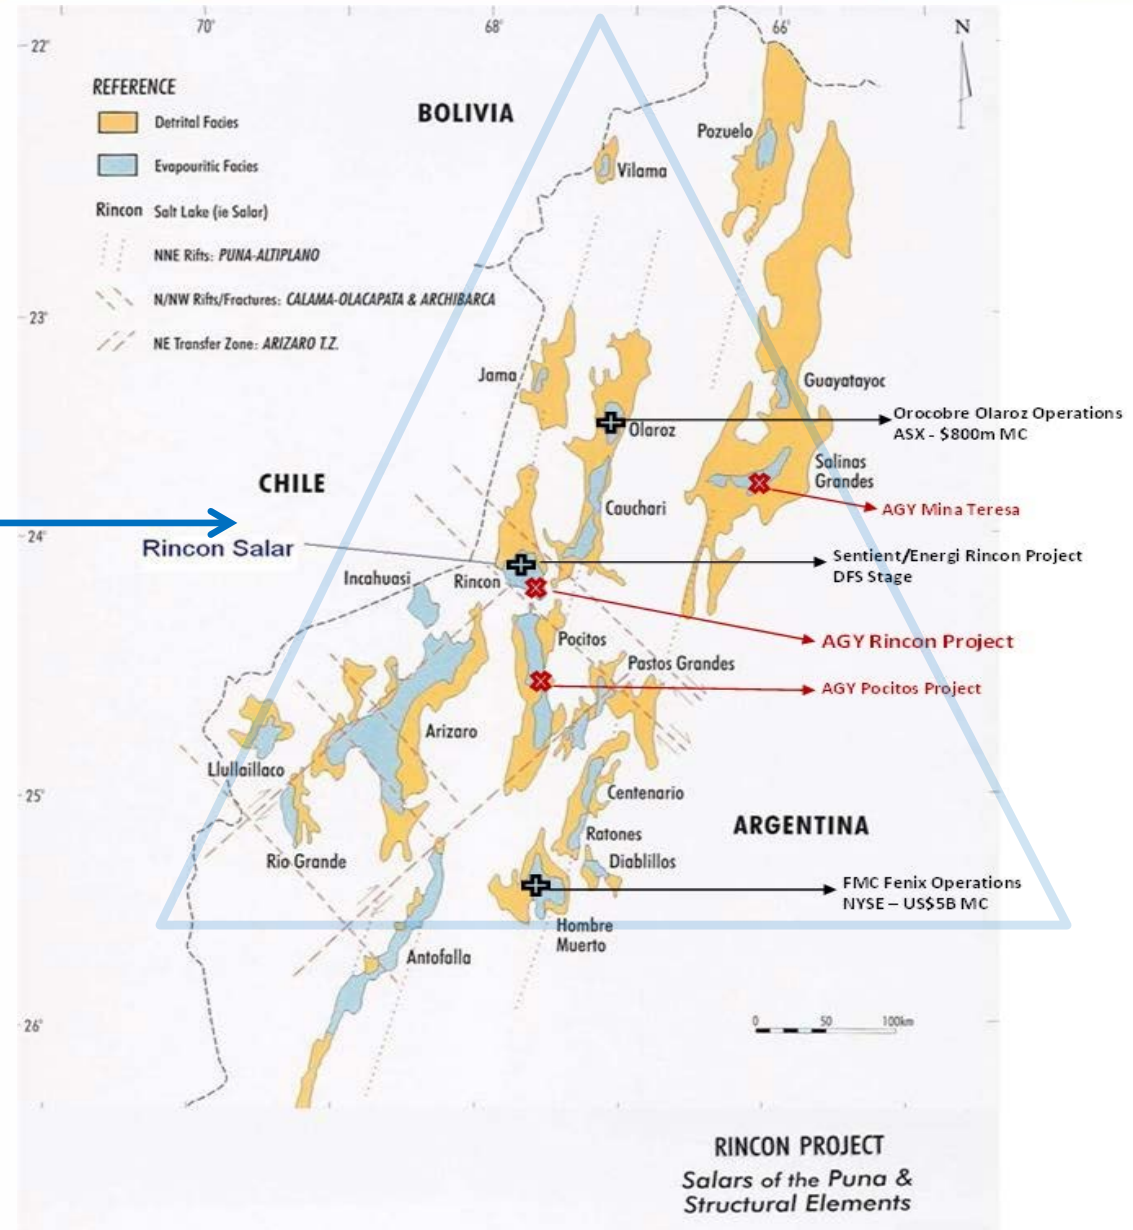 70°
68°
66°
22°
N
REFERENCE
Detrital Facies
Evapouritic Facies
Rincon Salt Lake (ie Salar)
NNE Rifts: PUNA-ALTIPLANO
N/NW Rifts/Fractures: CALAMA-OLACAPATA & ARCHIBARCA
NE Transfer Zone: ARIZARO T.Z.
BOLIVIA
Pozuelo
Vilama
23°
Jama
Guayatayoc
Olaroz
Orocobre Olaroz Operations
ASX - $800m MC
CHILE
Salinas
Grandes
Cauchari
AGY Mina Teresa
24°
Rincon Salar
Sentient/Energi Rincon Project
DFS Stage
Incahuasi
Rincon
Pocitos
AGY Rincon Project
Pastos Grandes
AGY Pocitos Project
Arizaro
Llullaillaco
25°
Centenario
ARGENTINA
Ratones
Rio Grande
Diablillos
FMC Fenix Operations
NYSE – US$5B MC
Hombre
Muerto
Antofalla
26°
0 50 100km
RINCON PROJECT
Salars of the Puna &
Structural Elements